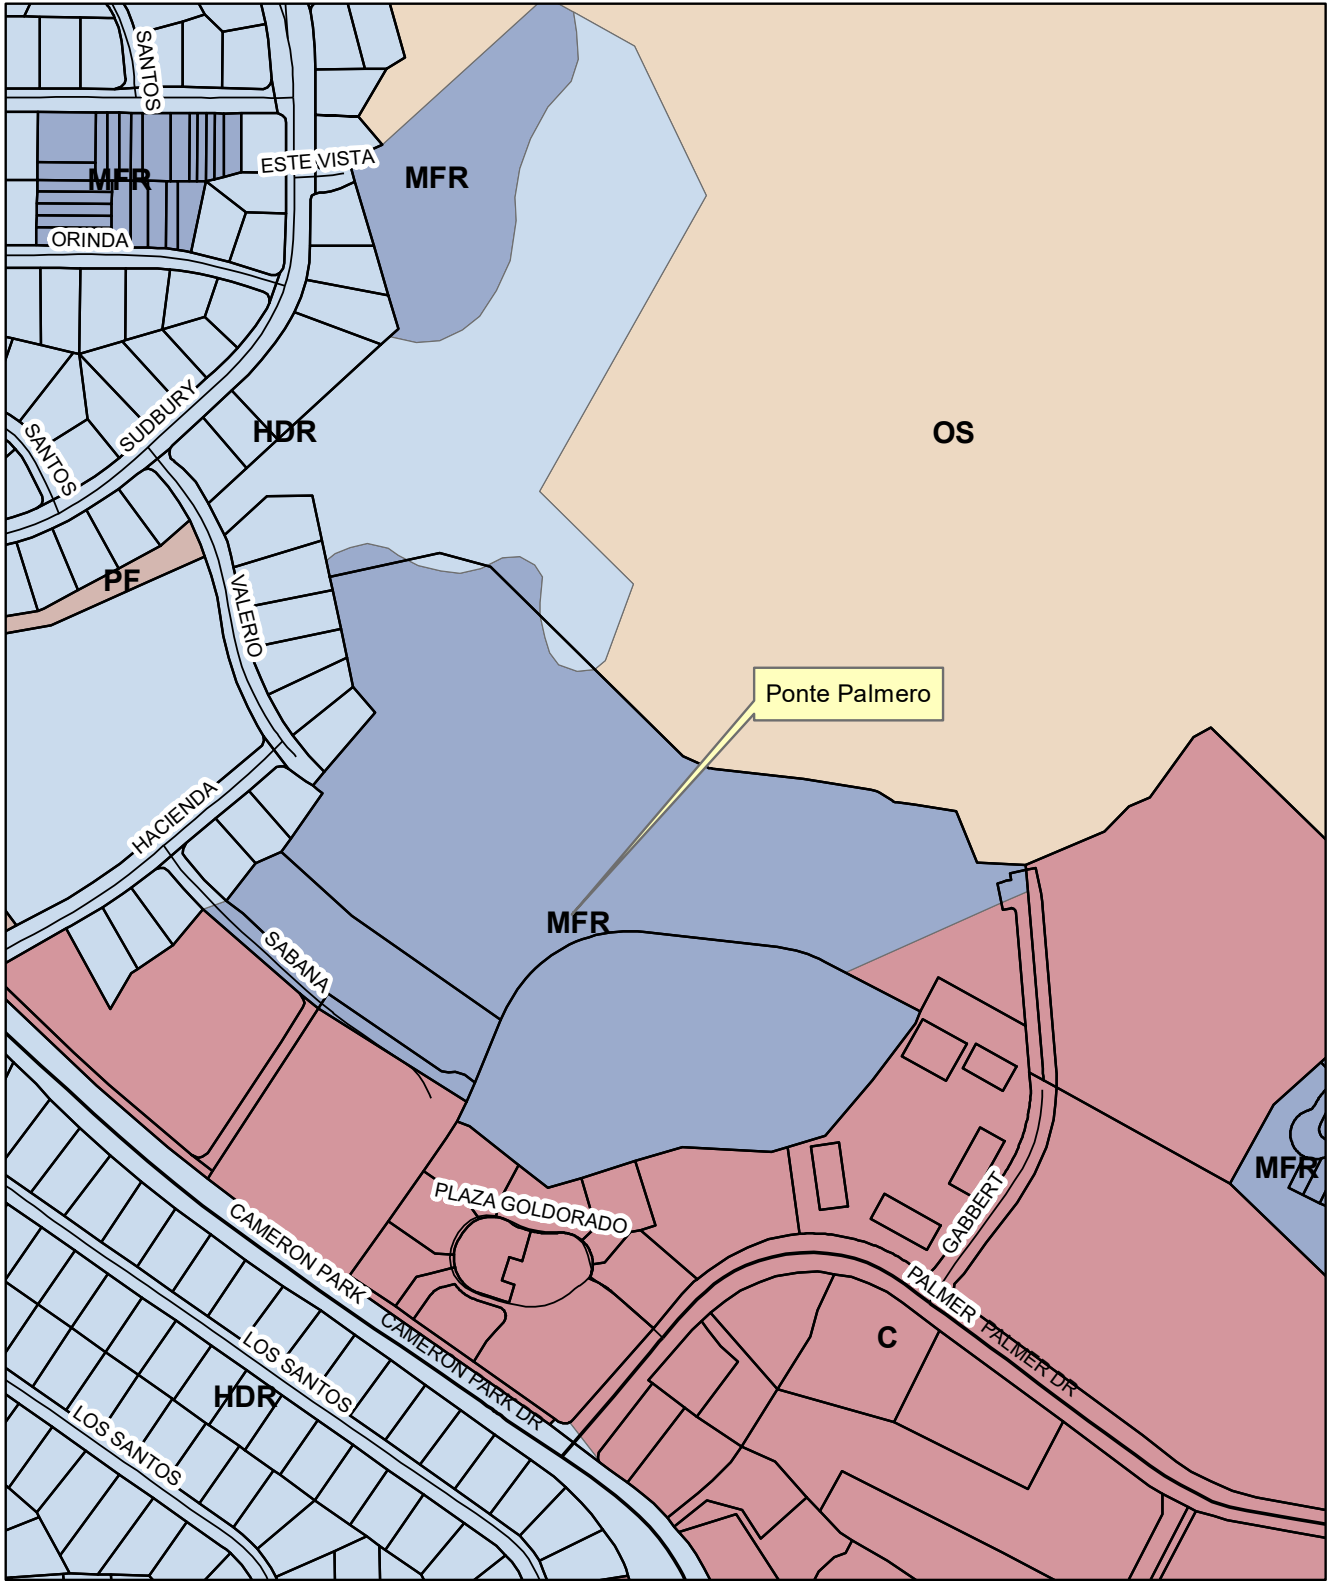 SANTOS
ESTE VISTA
MFR
MFR
ORINDA
SUDBURY
HDR
OS
SANTOS
PF
VALERIO
Ponte Palmero
HACIENDA
MFR
SABANA
MFR
PLAZA GOLDORADO
GABBERT
CAMERON PARK
PALMER
CAMERON PARK DR
PALMER DR
C
LOS SANTOS
HDR
LOS SANTOS